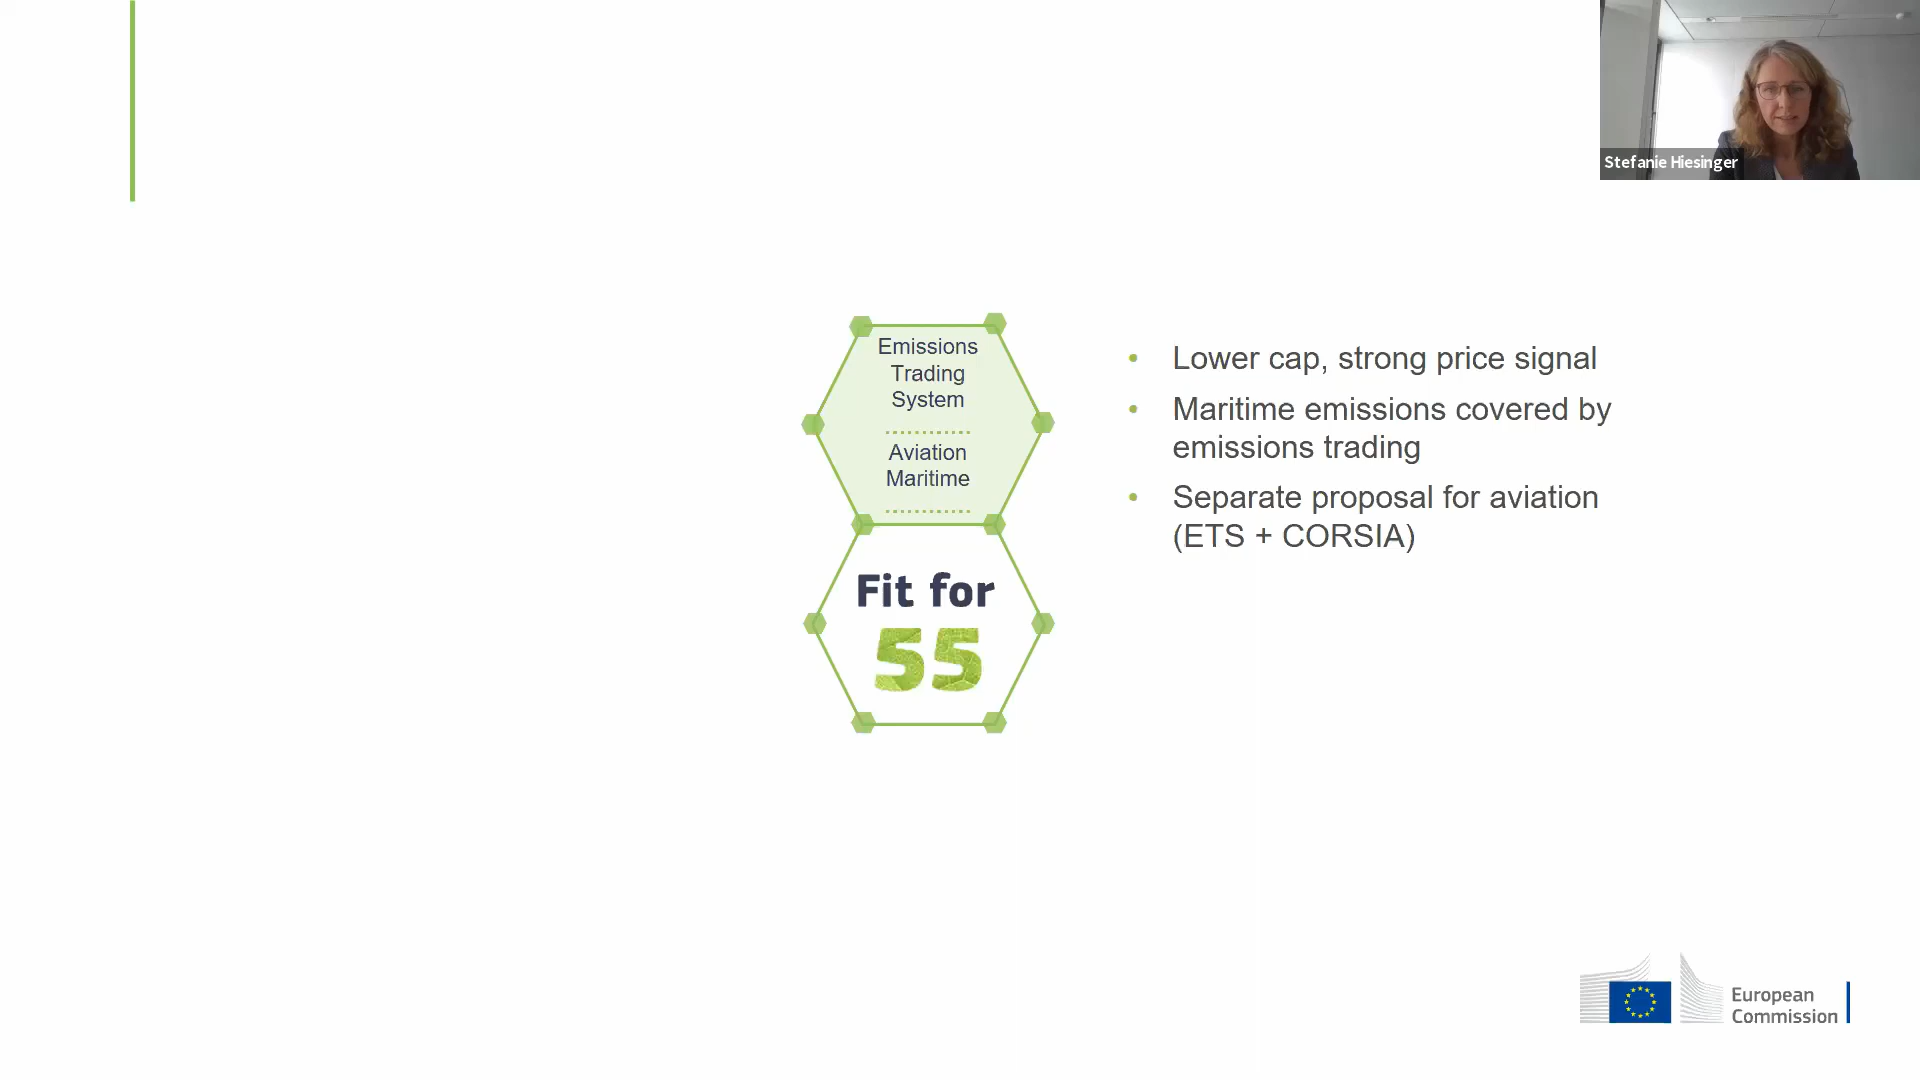 Stefanie Hiesinger
Emissions
Trading
System
Aviation
Maritime
Fit for
55
• Lower cap, strong price signal
• Maritime emissions covered by
emissions trading
• Separate proposal for aviation
(ETS + CORSIA)
European
Commission